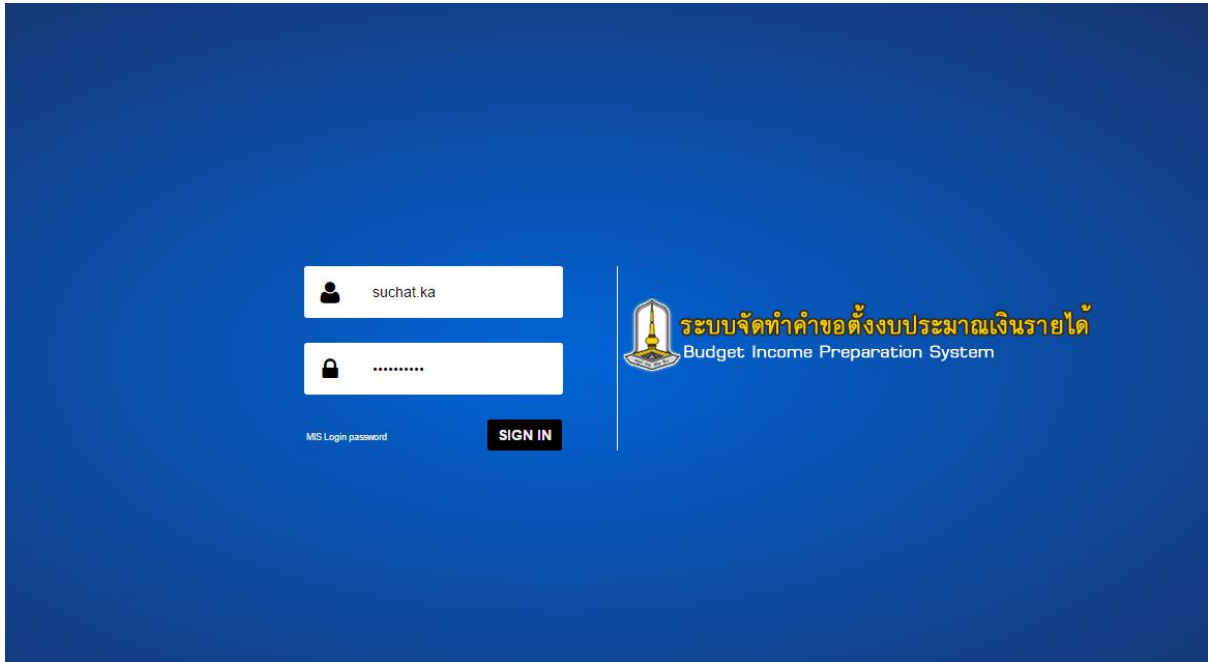 suchat.ka
••••••••••
MIS Login password
SIGN IN
ระบบจัดทำคำขอตั้งงบประมาณเงินรายได้
Budget Income Preparation System